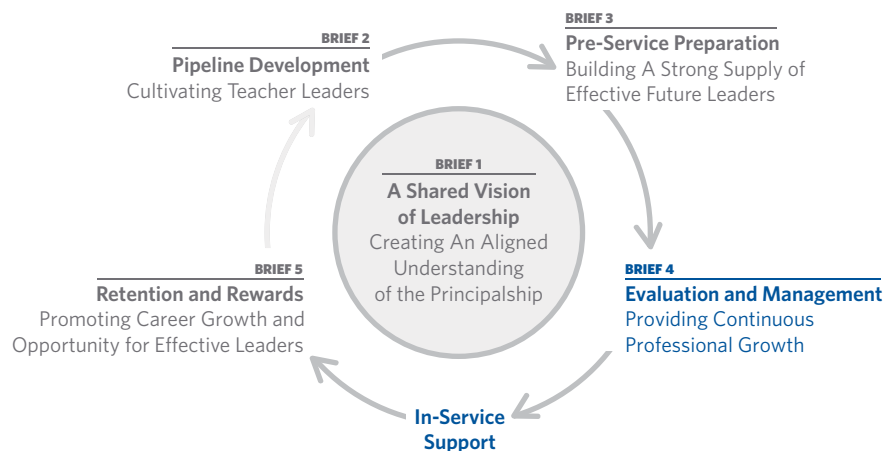 BRIEF 2
Pipeline Development
Cultivating Teacher Leaders
BRIEF 3
Pre-Service Preparation
Building A Strong Supply of
Effective Future Leaders
BRIEF 1
A Shared Vision
of Leadership
Creating An Aligned
Understanding
of the Principalship
BRIEF 4
Evaluation and Management
Providing Continuous
Professional Growth
In-Service
Support
BRIEF 5
Retention and Rewards
Promoting Career Growth and
Opportunity for Effective Leaders